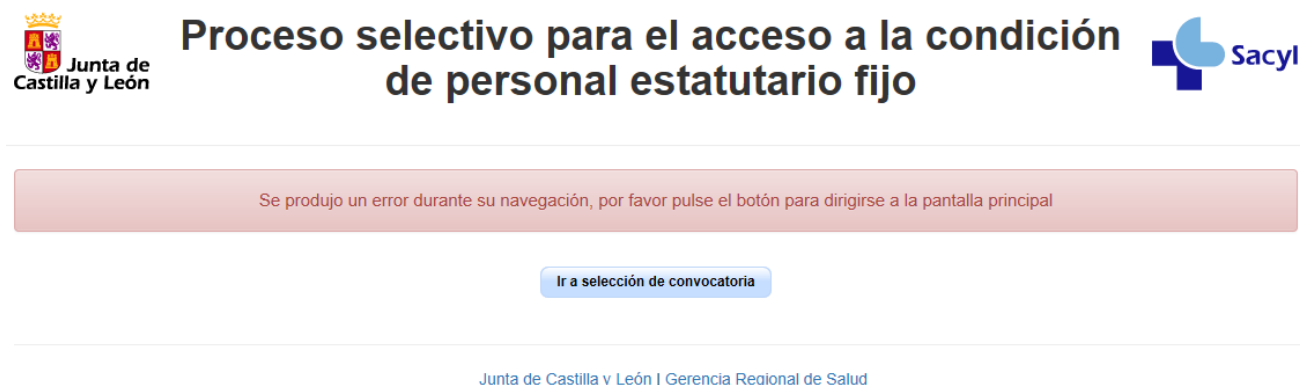 Junta de
Castilla y León
Proceso selectivo para el acceso a la condición
de personal estatutario fijo
Sacyl
Se produjo un error durante su navegación, por favor pulse el botón para dirigirse a la pantalla principal
Ir a selección de convocatoria
Junta de Castilla y León | Gerencia Regional de Salud